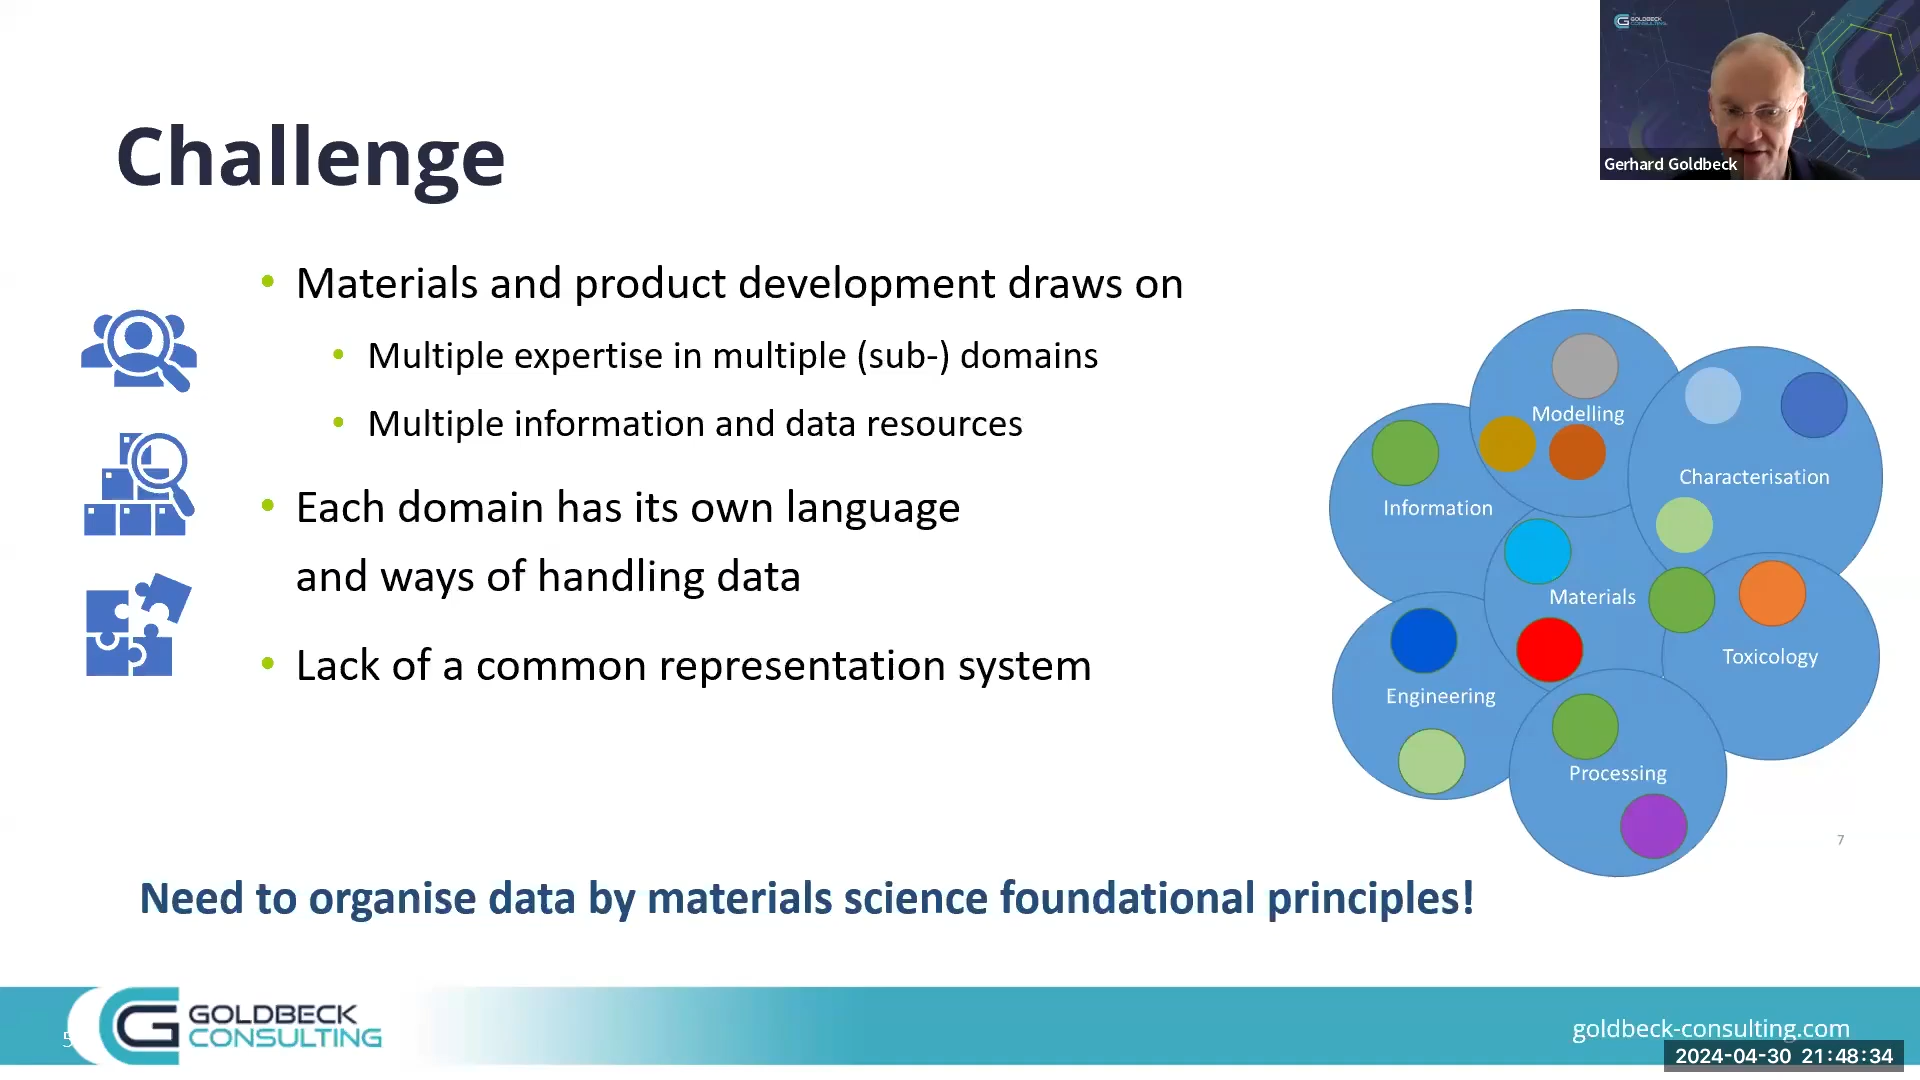 GOLDBECK
CONSULTING
Gerhard Goldbeck
Challenge
Materials and product development draws on
Multiple expertise in multiple (sub-) domains
Multiple information and data resources
Each domain has its own language
and ways of handling data
Lack of a common representation system
Modelling
Characterisation
Information
Materials
Toxicology
Engineering
Processing
7
Need to organise data by materials science foundational principles!
5
GOLDBECK
CONSULTING
goldbeck-consulting.com
2024-04-30 21:48:34